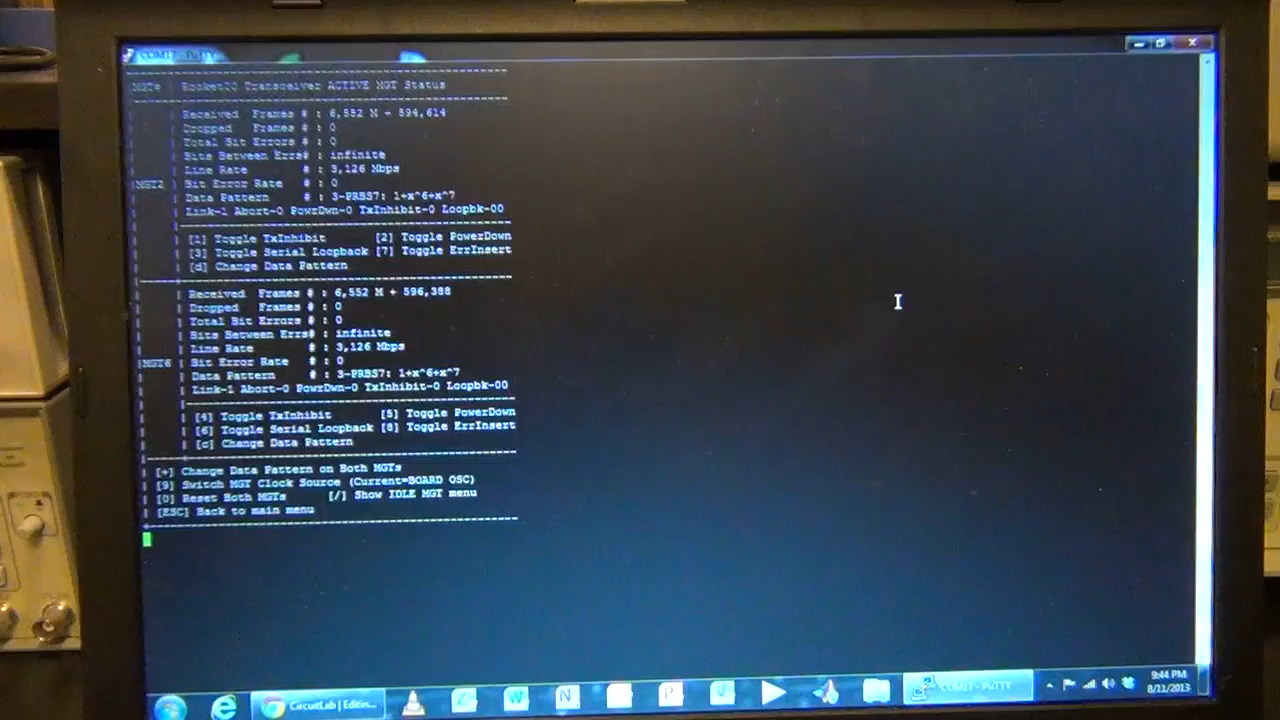 COM17 - PuTTY
MGT# | RocketIO Transceiver ACTIVE MGT Status
Received Frames # : 6,552 M + 594,614
Dropped Frames # : 0
Total Bit Errors # : 0
Bits Between Errs# : infinite
Line Rate # : 3,126 Mbps
MGT2 | Bit Error Rate # : 0
Data Pattern # : 3-PRBS7: 1+x^6+x^7
Link-1 Abort-0 PowrDwn-0 TxInhibit-0 Loopbk-00
[1] Toggle TxInhibit [2] Toggle PowerDown
[3] Toggle Serial Loopback [7] Toggle ErrInsert
[d] Change Data Pattern
Received Frames # : 6,552 M + 596,388
Dropped Frames # : 0
Total Bit Errors # : 0
Bits Between Errs# : infinite
Line Rate # : 3,126 Mbps
MGT6 | Bit Error Rate # : 0
Data Pattern # : 3-PRBS7: 1+x^6+x^7
Link-1 Abort-0 PowrDwn-0 TxInhibit-0 Loopbk-00
[4] Toggle TxInhibit [5] Toggle PowerDown
[6] Toggle Serial Loopback [8] Toggle ErrInsert
[c] Change Data Pattern
[+] Change Data Pattern on Both MGTs
[9] Switch MGT Clock Source (Current=BOARD OSC)
[0] Reset Both MGTs [/] Show IDLE MGT menu
[ESC] Back to main menu
CircuitLab | Editin...
COM17 - PuTTY
9:44 PM
8/11/2013